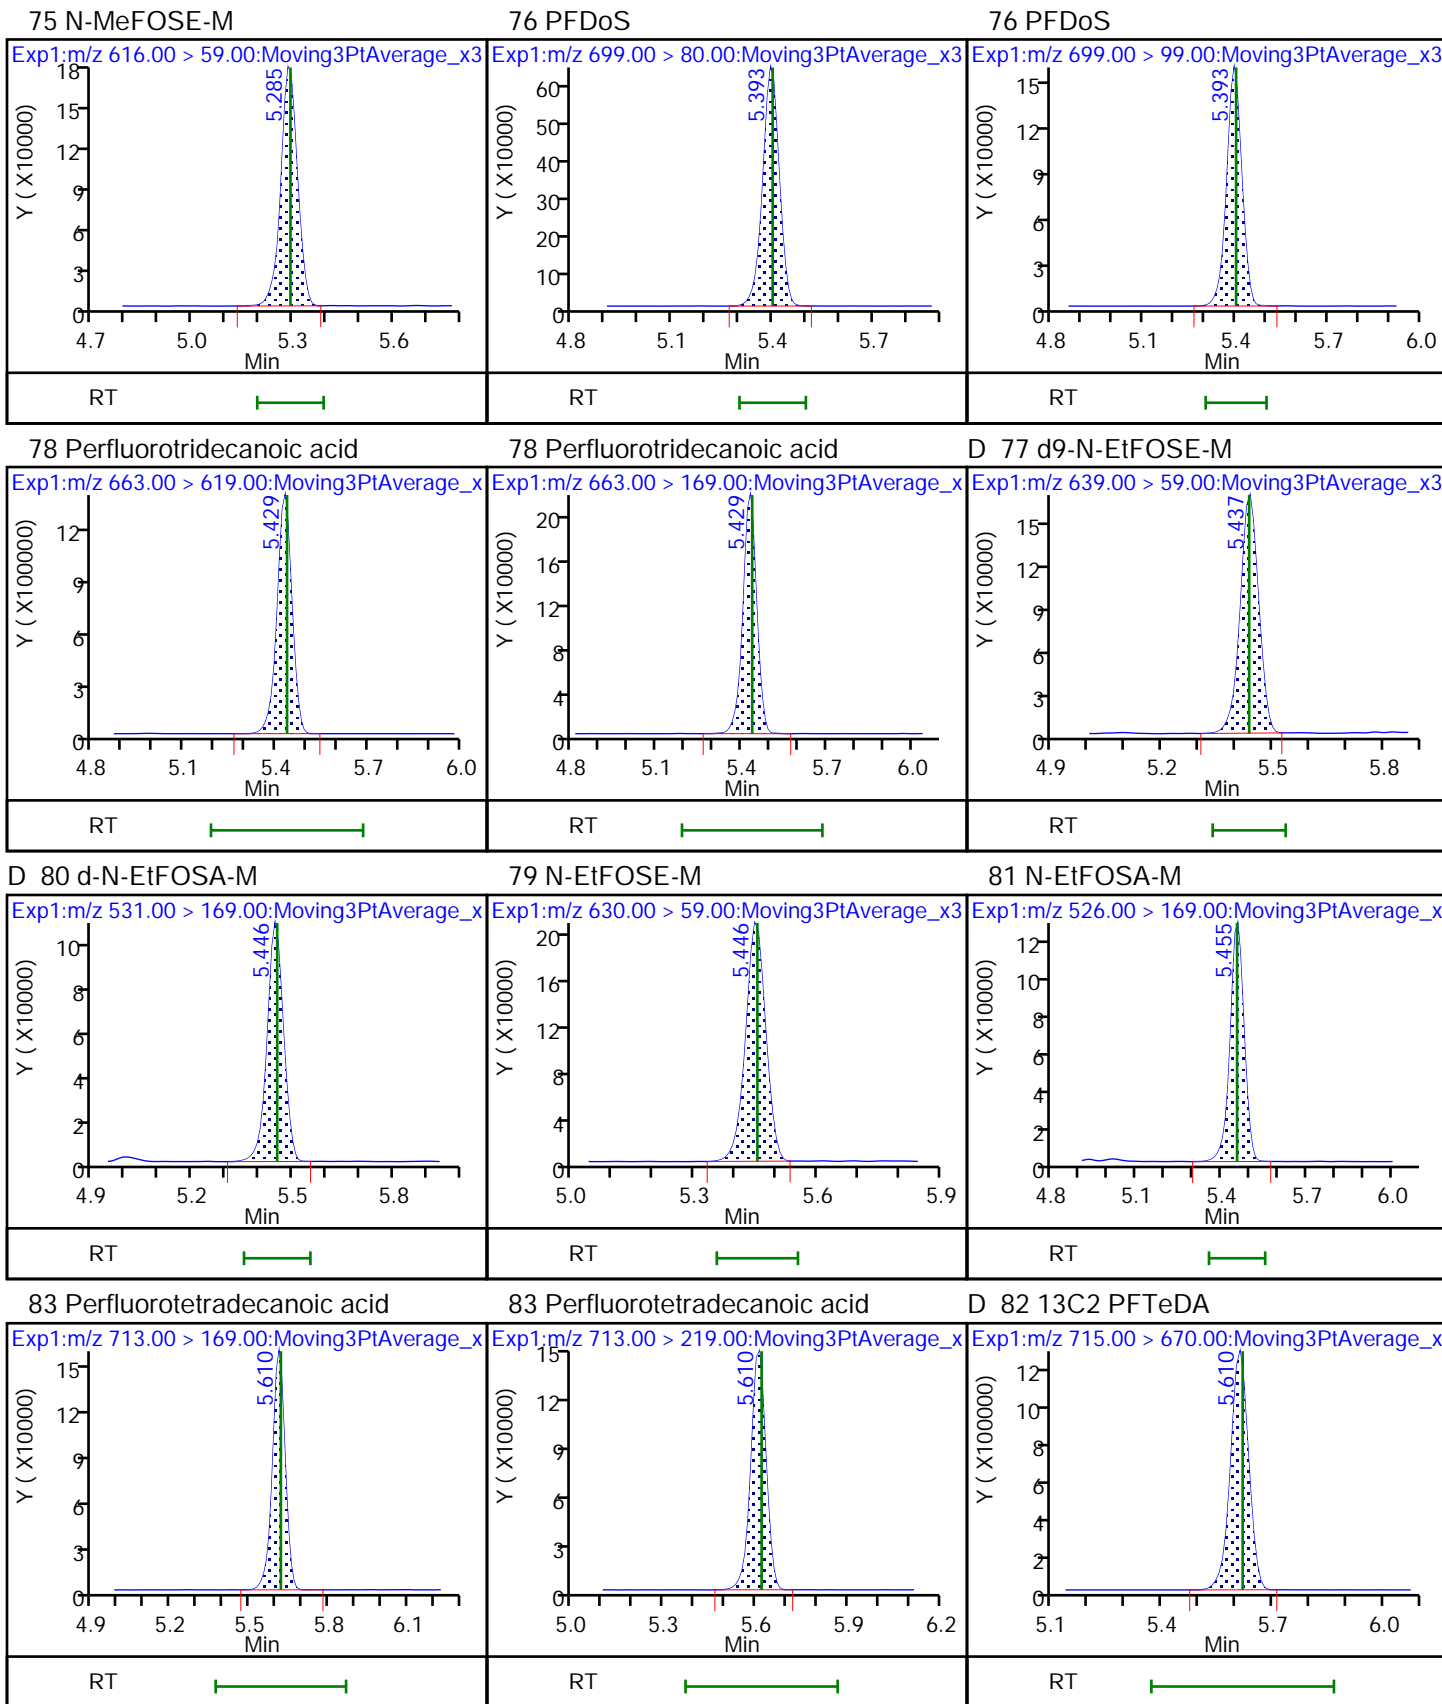 75 N-MeFOSE-M
Exp1:m/z 616.00 > 59.00:Moving3PtAverage_x3
Y ( X10000)
18
15
12
9
6
3
0
5.285
4.7 5.0 5.3 5.6
Min
RT
76 PFDoS
Exp1:m/z 699.00 > 80.00:Moving3PtAverage_x3
Y ( X10000)
60
50
40
30
20
10
0
5.393
4.8 5.1 5.4 5.7
Min
RT
76 PFDoS
Exp1:m/z 699.00 > 99.00:Moving3PtAverage_x3
Y ( X10000)
15
12
9
6
3
0
5.393
4.8 5.1 5.4 5.7 6.0
Min
RT
78 Perfluorotridecanoic acid
Exp1:m/z 663.00 > 619.00:Moving3PtAverage_x
Y ( X100000)
12
9
6
3
0
5.429
4.8 5.1 5.4 5.7 6.0
Min
RT
78 Perfluorotridecanoic acid
Exp1:m/z 663.00 > 169.00:Moving3PtAverage_x
Y ( X10000)
20
16
12
8
4
0
5.429
4.8 5.1 5.4 5.7 6.0
Min
RT
D 77 d9-N-EtFOSE-M
Exp1:m/z 639.00 > 59.00:Moving3PtAverage_x3
Y ( X10000)
15
12
9
6
3
0
5.437
4.9 5.2 5.5 5.8
Min
RT
D 80 d-N-EtFOSA-M
Exp1:m/z 531.00 > 169.00:Moving3PtAverage_x
Y ( X10000)
10
8
6
4
2
0
5.446
4.9 5.2 5.5 5.8
Min
RT
79 N-EtFOSE-M
Exp1:m/z 630.00 > 59.00:Moving3PtAverage_x3
Y ( X10000)
20
16
12
8
4
0
5.446
5.0 5.3 5.6 5.9
Min
RT
81 N-EtFOSA-M
Exp1:m/z 526.00 > 169.00:Moving3PtAverage_x
Y ( X10000)
12
10
8
6
4
2
0
5.455
4.8 5.1 5.4 5.7 6.0
Min
RT
83 Perfluorotetradecanoic acid
Exp1:m/z 713.00 > 169.00:Moving3PtAverage_x
Y ( X10000)
15
12
9
6
3
0
5.610
4.9 5.2 5.5 5.8 6.1
Min
RT
83 Perfluorotetradecanoic acid
Exp1:m/z 713.00 > 219.00:Moving3PtAverage_x
Y ( X10000)
15
12
9
6
3
0
5.610
5.0 5.3 5.6 5.9 6.2
Min
RT
D 82 13C2 PFTeDA
Exp1:m/z 715.00 > 670.00:Moving3PtAverage_x
Y ( X100000)
12
10
8
6
4
2
0
5.610
5.1 5.4 5.7 6.0
Min
RT